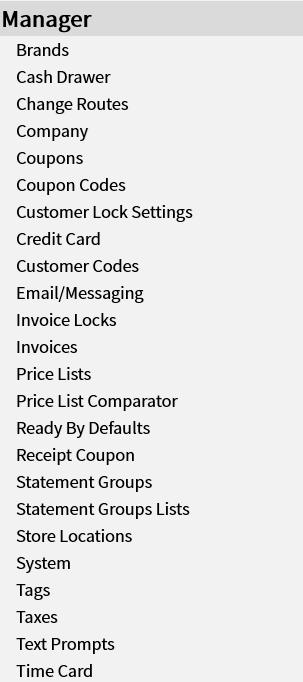 Manager
Brands
Cash Drawer
Change Routes
Company
Coupons
Coupon Codes
Customer Lock Settings
Credit Card
Customer Codes
Email/Messaging
Invoice Locks
Invoices
Price Lists
Price List Comparator
Ready By Defaults
Receipt Coupon
Statement Groups
Statement Groups Lists
Store Locations
System
Tags
Taxes
Text Prompts
Time Card